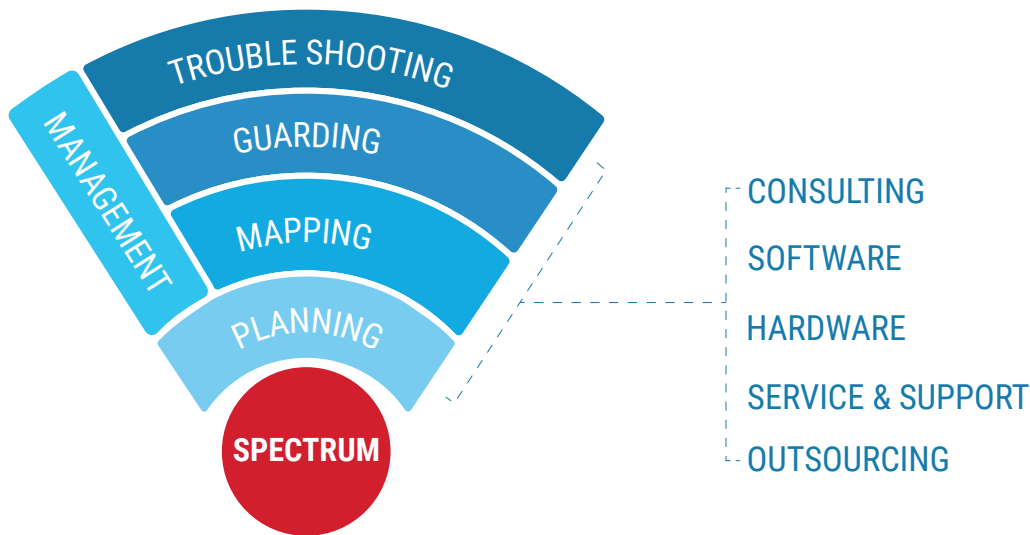 TROUBLE SHOOTING
GUARDING
MAPPING
PLANNING
MANAGEMENT
SPECTRUM
CONSULTING
SOFTWARE
HARDWARE
SERVICE & SUPPORT
OUTSOURCING